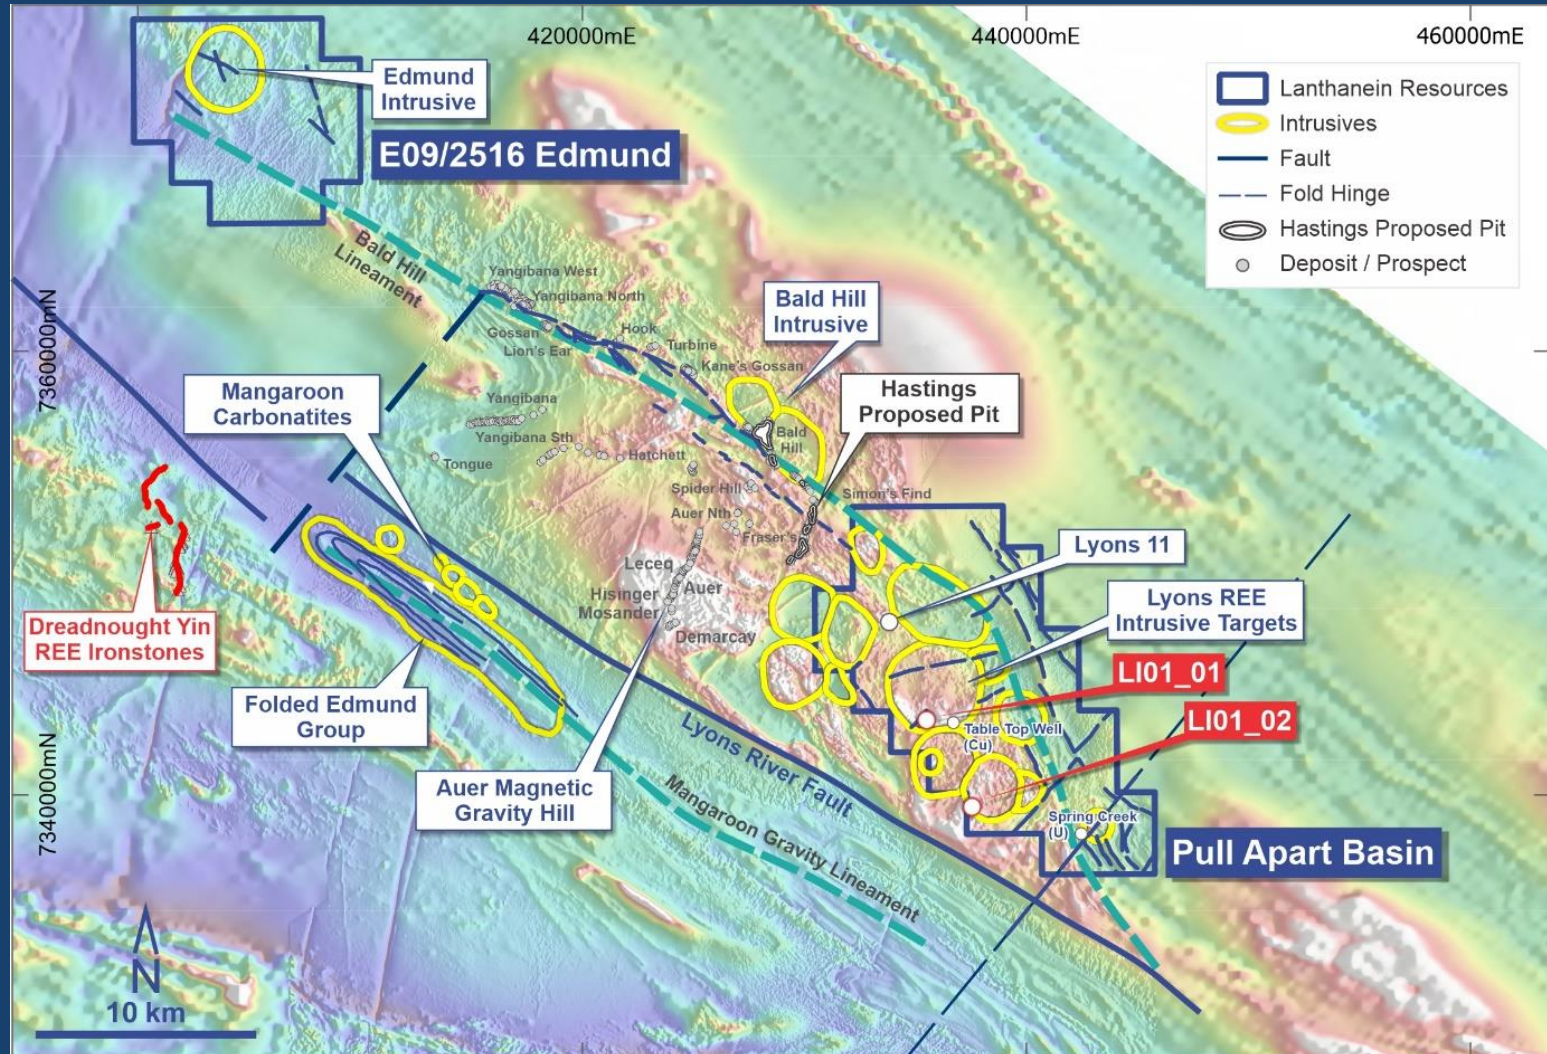 420000mE
440000mE
460000mE
Edmund
Intrusive
E09/2516 Edmund
Lanthanein Resources
Intrusives
Fault
Fold Hinge
Hastings Proposed Pit
Deposit / Prospect
Bald Hill
Lineament
Yangibana West
Yangibana North
Gossan
Lion's Ear
Hook
Turbine
Kane's Gossan
Bald Hill
Intrusive
7360000mN
Mangaroon
Carbonatites
Hastings
Proposed Pit
Yangibana
Yangibana Sth
Tongue
Hatchett
Bald
Hill
Spider Hill
Simon's Find
Auer Nth
Fraser's
Lyons 11
Leceq
Auer
Hisinger
Mosander
Demarcay
Lyons REE
Intrusive Targets
Dreadnought Yin
REE Ironstones
LI01_01
LI01_02
Folded Edmund
Group
Table Top Well
(Cu)
Lyons River Fault
Auer Magnetic
Gravity Hill
Mangaroon Gravity Lineament
Spring Creek
(U)
7340000mN
Pull Apart Basin
N
10 km